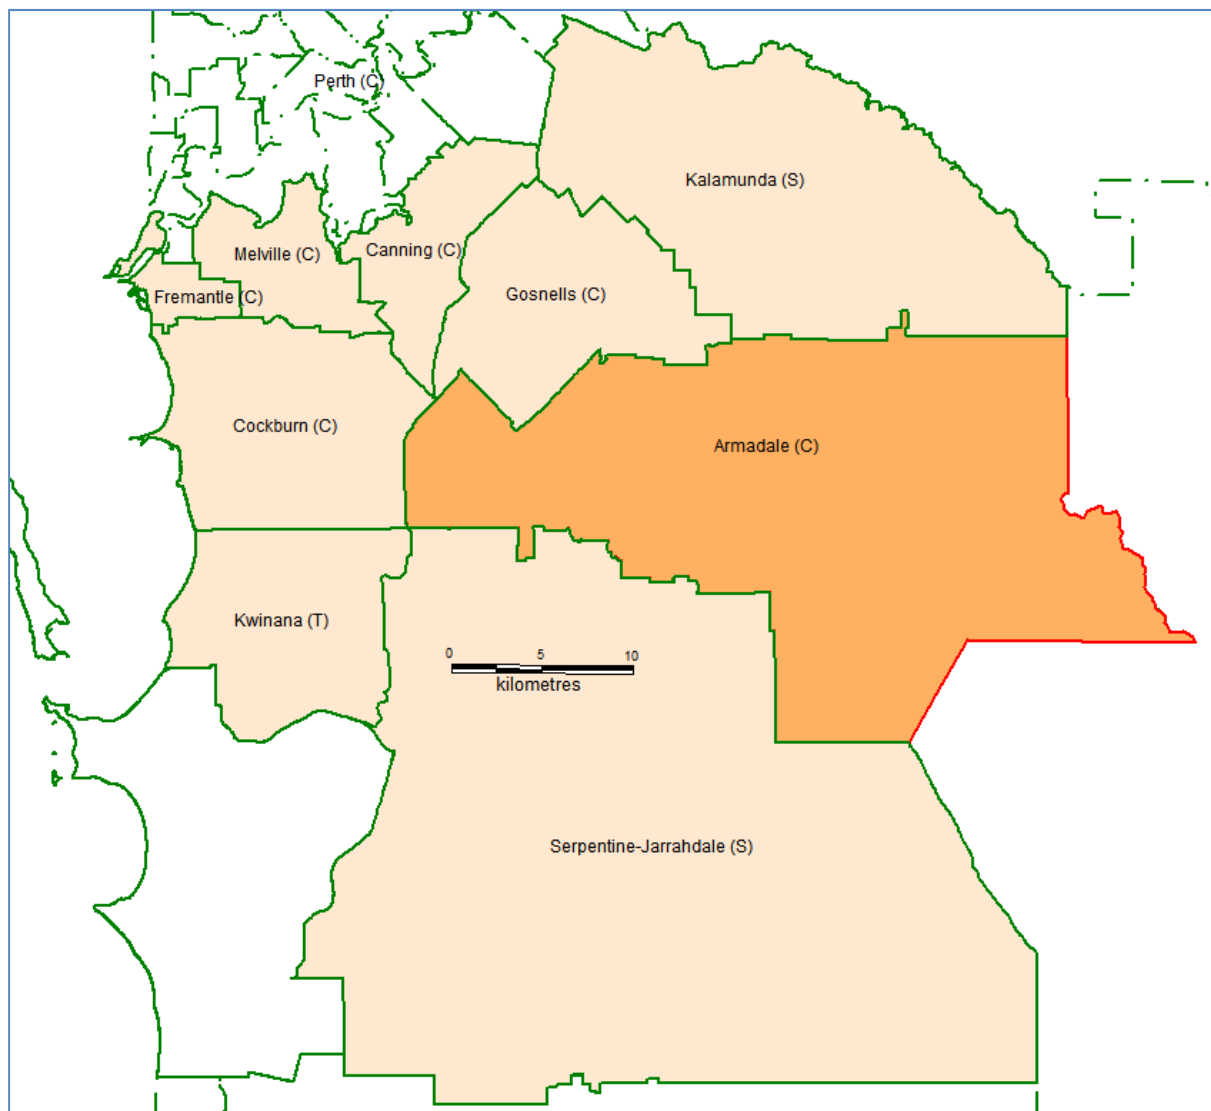 Perth (C)
Kalamunda (S)
Melville (C)
Canning (C)
Fremantle (C)
Gosnells (C)
Cockburn (C)
Armadale (C)
Kwinana (T)
0 5 10
kilometres
Serpentine-Jarrahdale (S)